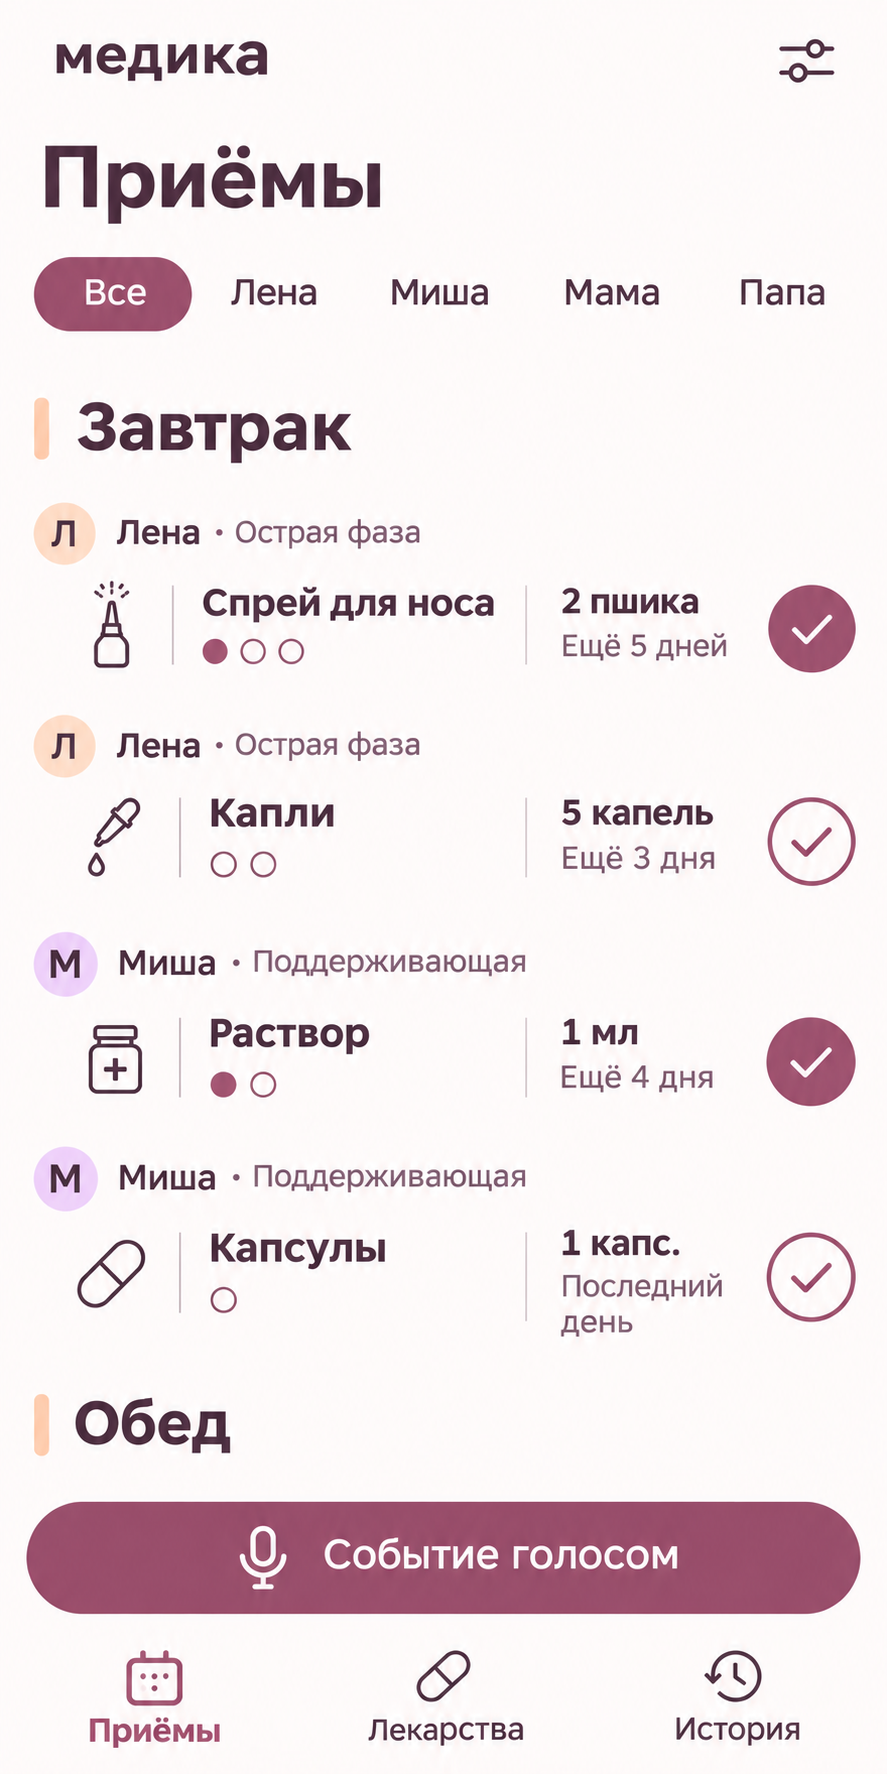 медика
Приёмы
Все Лена Миша Мама Папа
Завтрак
Л Лена • Острая фаза
Спрей для носа
2 пшика
Ещё 5 дней
Л Лена • Острая фаза
Капли
5 капель
Ещё 3 дня
М Миша • Поддерживающая
Раствор
1 мл
Ещё 4 дня
М Миша • Поддерживающая
Капсулы
1 капс.
Последний
день
Обед
Событие голосом
Приёмы Лекарства История